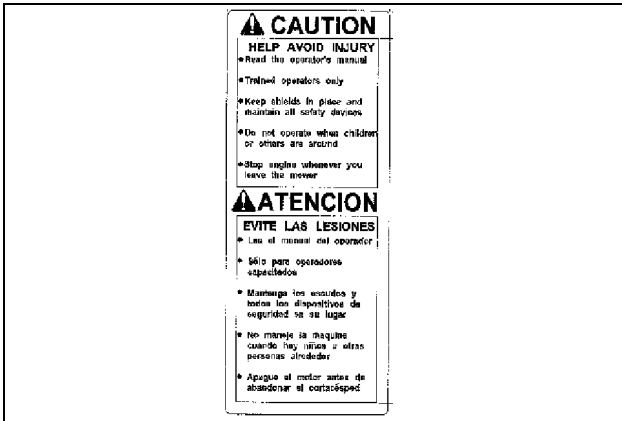 CAUTION
HELP AVOID INJURY
•Read the operator's manual
•Trained operators only
•Keep shields in place and
maintain all safety devices
•Do not operate when children
or others are around
•Stop engine whenever you
leave the mower
ATENCION
EVITE LAS LESIONES
• Lea el manual del operador
• Sólo para operadores
capacitados
• Mantenga los escudos y
todos los dispositivos de
seguridad en su lugar
• No maneje la maquina
cuando hay niños u otras
personas alrededor
• Apague el motor antes de
abandonar el cortacésped